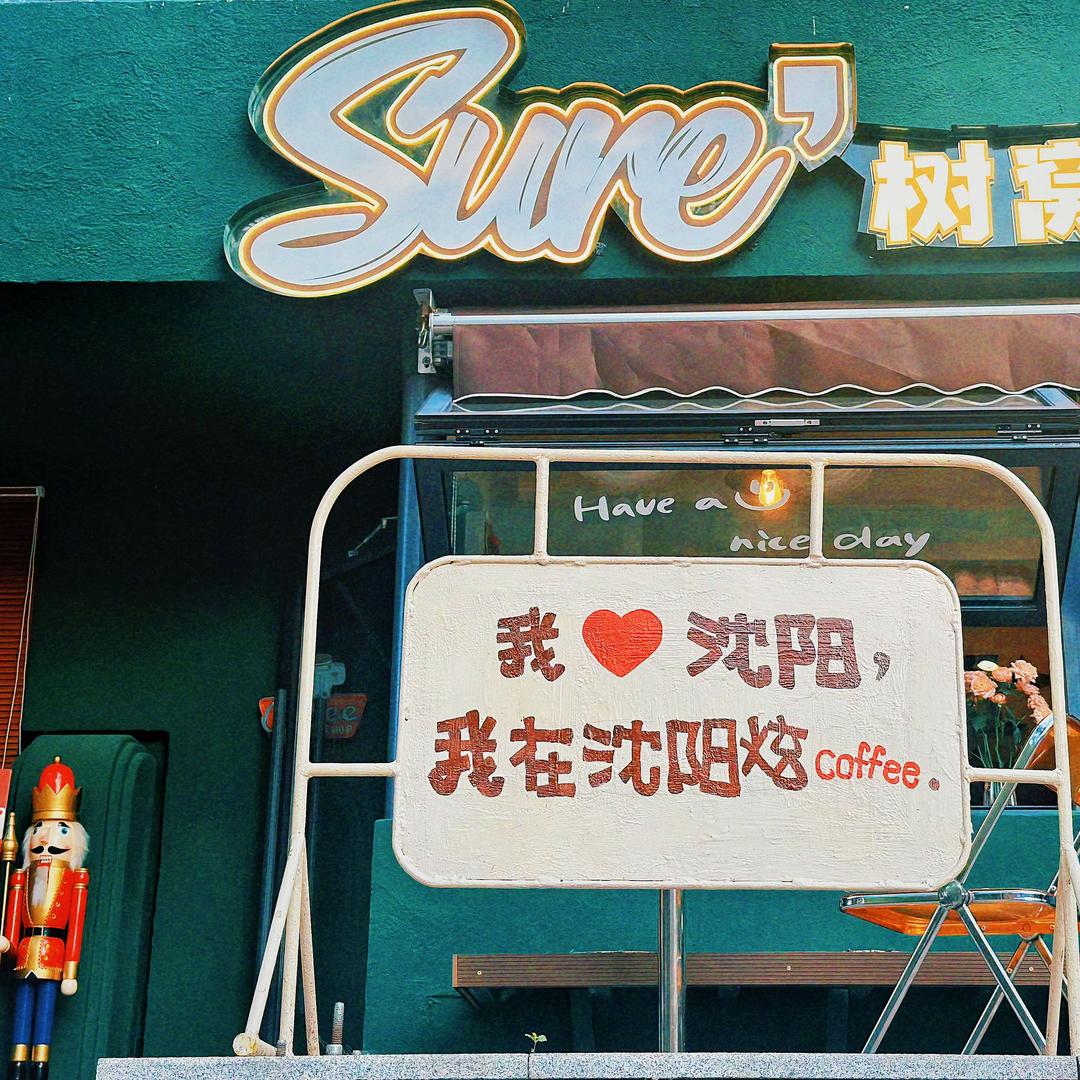 Sure'
树
Have a
nice day
我❤沈阳，
我在沈阳炫coffee。